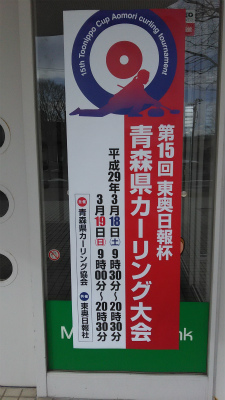 15th Toonippo Cup Aomori curling tournament
第15回 東奥日報杯
青森県カーリング大会
平成29年3月18日(土) 9時30分〜20時30分
3月19日(日) 9時00分〜20時30分
主催 青森県カーリング協会 共催 東奥日報社